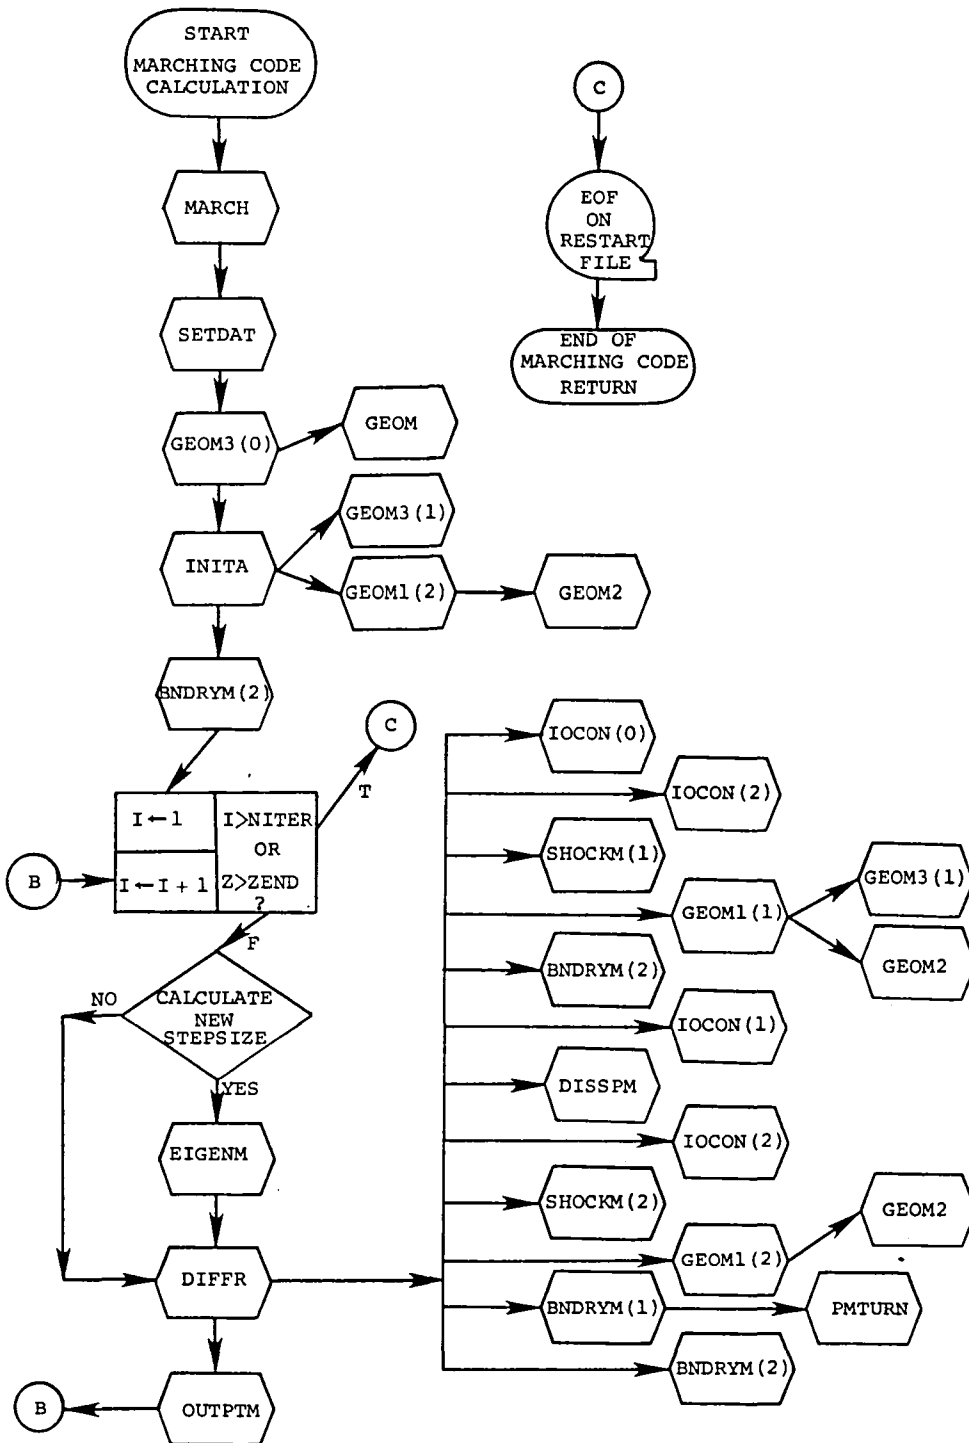 START
MARCHING CODE
CALCULATION
C
MARCH
EOF
ON
RESTART
FILE
SETDAT
END OF
MARCHING CODE
RETURN
GEOM3(0)
GEOM
GEOM3(1)
INITA
GEOM1(2)
GEOM2
BNDRYM(2)
C
T
I←1
I>NITER
OR
I←I+1
Z>ZEND
?
B
F
NO
CALCULATE
NEW
STEPSIZE
YES
EIGENM
DIFFR
OUTPTM
B
IOCON(0)
IOCON(2)
SHOCKM(1)
GEOM1(1)
GEOM3(1)
GEOM2
BNDRYM(2)
IOCON(1)
DISSPM
IOCON(2)
SHOCKM(2)
GEOM1(2)
GEOM2
BNDRYM(1)
PMTURN
BNDRYM(2)